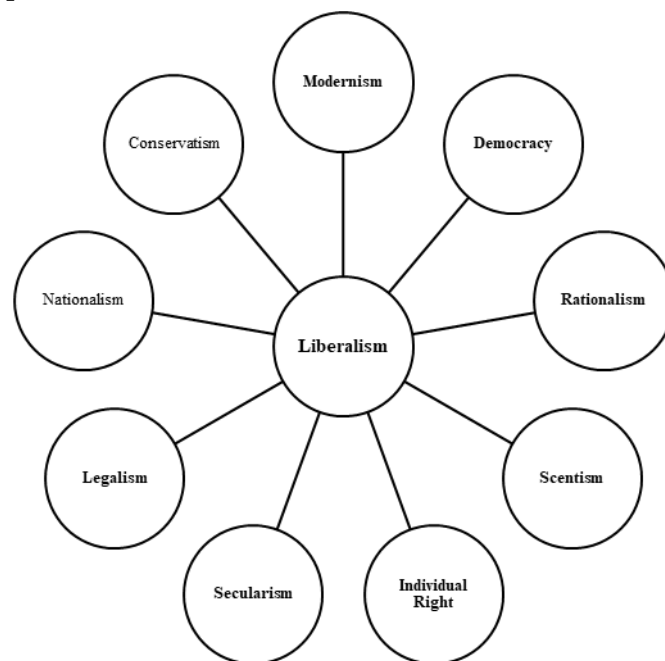 Modernism
Democracy
Rationalism
Scentism
Individual
Right
Secularism
Legalism
Nationalism
Conservatism
Liberalism